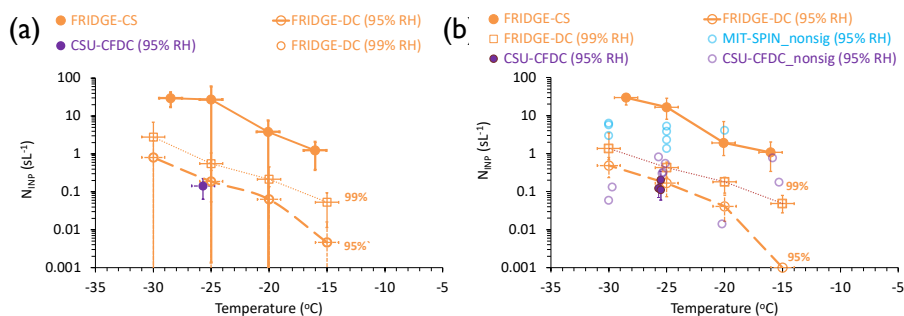 (a)
FRIDGE-CS
FRIDGE-DC (95% RH)
CSU-CFDC (95% RH)
FRIDGE-DC (99% RH)
100
10
1
0.1
0.01
0.001
N_INP (sL⁻¹)
99%
95%
-35 -30 -25 -20 -15 -10
Temperature (°C)
(b)
FRIDGE-CS
FRIDGE-DC (95% RH)
FRIDGE-DC (99% RH)
MIT-SPIN_nonsig (95% RH)
CSU-CFDC (95% RH)
CSU-CFDC_nonsig (95% RH)
100
10
1
0.1
0.01
0.001
N_INP (sL⁻¹)
99%
95%
-35 -30 -25 -20 -15 -10
Temperature (°C)